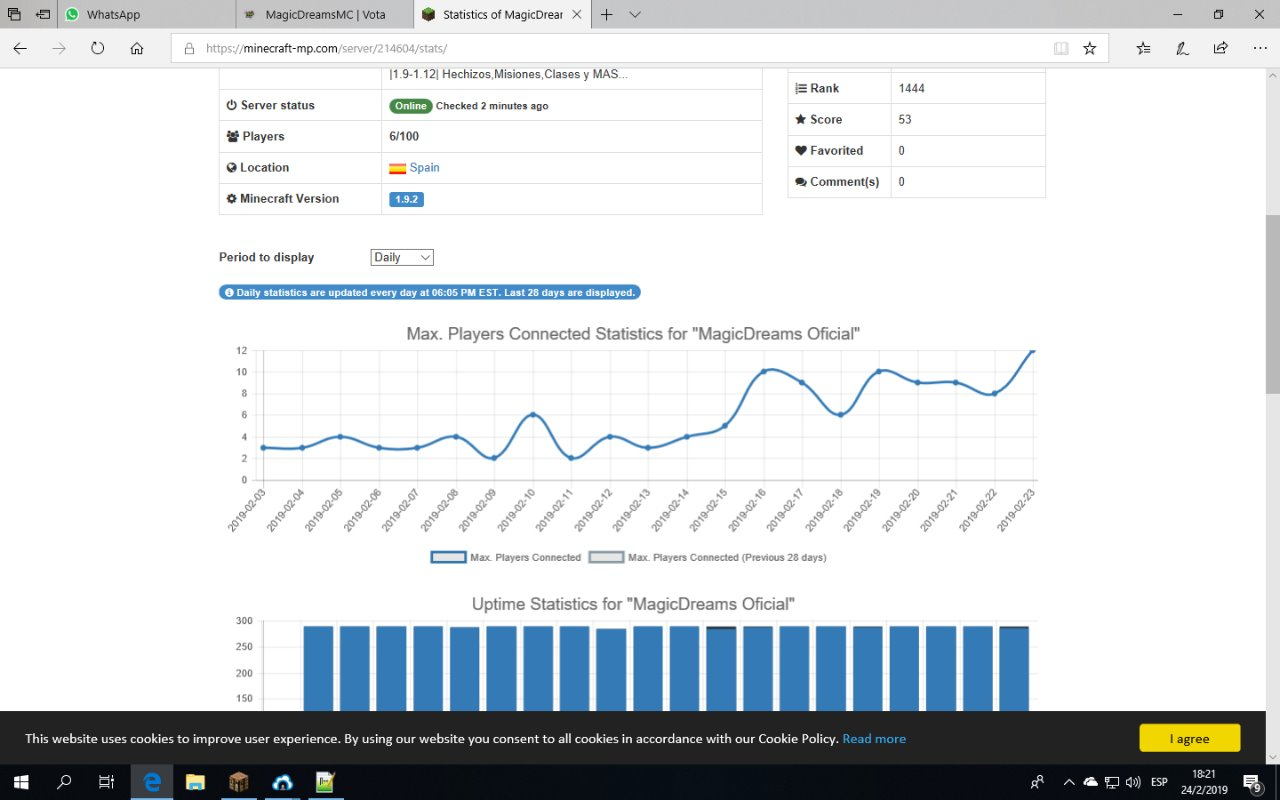 WhatsApp
MagicDreamsMC | Vota
Statistics of MagicDrear
https://minecraft-mp.com/server/214604/stats/
|1.9-1.12| Hechizos,Misiones,Clases y MAS...
Server status Online Checked 2 minutes ago
Players 6/100
Location Spain
Minecraft Version 1.9.2
Rank 1444
Score 53
Favorited 0
Comment(s) 0
Period to display Daily
Daily statistics are updated every day at 06:05 PM EST. Last 28 days are displayed.
Max. Players Connected Statistics for "MagicDreams Oficial"
12
10
8
6
4
2
0
2019-02-03 2019-02-04 2019-02-05 2019-02-06 2019-02-07 2019-02-08 2019-02-09 2019-02-10 2019-02-11 2019-02-12 2019-02-13 2019-02-14 2019-02-15 2019-02-16 2019-02-17 2019-02-18 2019-02-19 2019-02-20 2019-02-21 2019-02-22 2019-02-23
Max. Players Connected Max. Players Connected (Previous 28 days)
Uptime Statistics for "MagicDreams Oficial"
300
250
200
150
This website uses cookies to improve user experience. By using our website you consent to all cookies in accordance with our Cookie Policy. Read more
I agree
ESP
18:21
24/2/2019
9